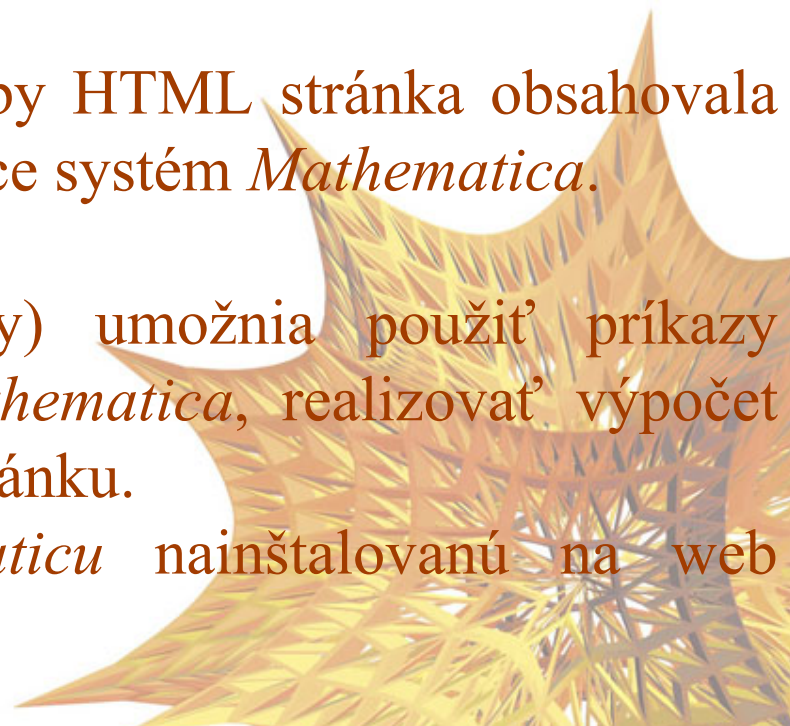 by HTML stránka obsahovala
ce systém Mathematica.
y) umožnia použiť príkazy
hematica, realizovať výpočet
ánku.
aticu nainštalovanú na web